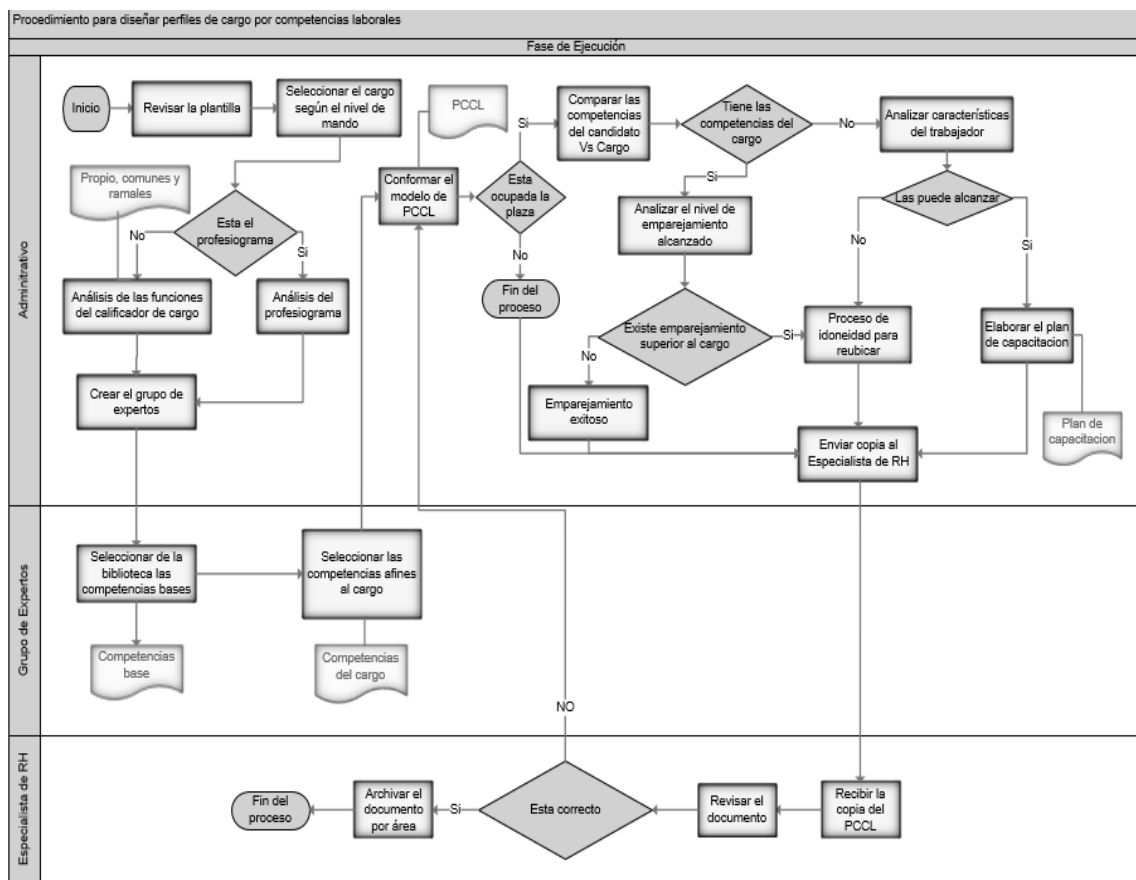 Procedimiento para diseñar perfiles de cargo por competencias laborales
Fase de Ejecución
Adminitrativo
Inicio
Revisar la plantilla
Seleccionar el cargo
según el nivel de
mando
PCCL
Comparar las
competencias
del candidato
Vs Cargo
Tiene las
competencias del
cargo
No
Analizar características
del trabajador
Si
Propio, comunes y
ramales
Conformar el
modelo de
PCCL
Esta
ocupada la
plaza
Si
Las puede alcanzar
Esta el
profesiograma
No
Si
Analizar el nivel de
emparejamiento
alcanzado
No
No
Si
Análisis de las funciones
del calificador de cargo
Análisis del
profesiograma
Fin del
proceso
Existe emparejamiento
superior al cargo
Si
No
Proceso de
idoneidad para
reubicar
Elaborar el plan
de capacitacion
Crear el grupo de
expertos
Emparejamiento
exitoso
Enviar copia al
Especialista de RH
Plan de
capacitacion
Grupo de Expertos
Seleccionar de la
biblioteca las
competencias bases
Seleccionar las
competencias afines
al cargo
Competencias
base
Competencias
del cargo
NO
Especialista de RH
Fin del
proceso
Archivar el
documento
por área
Si
Esta correcto
Revisar el
documento
Recibir la
copia del
PCCL